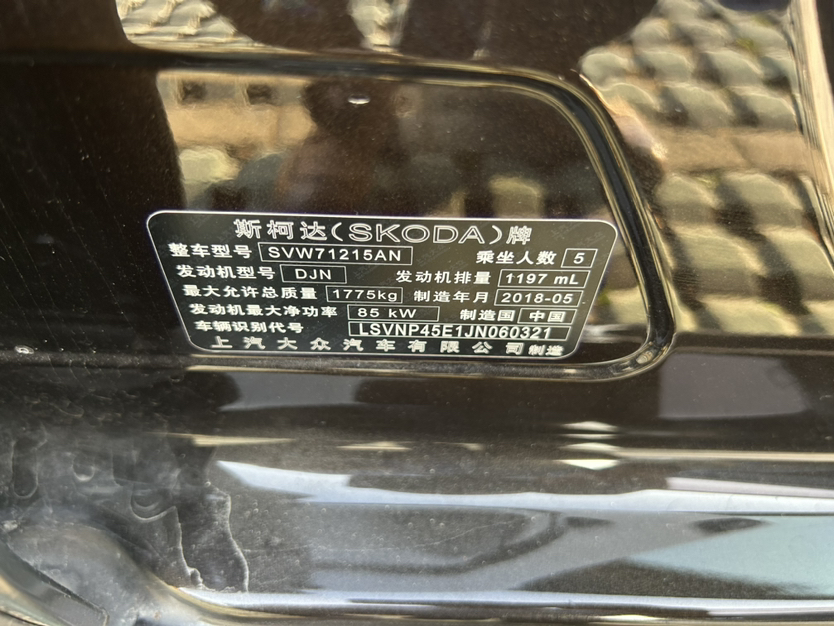 斯柯达(SKODA)牌
整车型号 SVW71215AN 乘坐人数 5
发动机型号 DJN 发动机排量 1197 mL
最大允许总质量 1775kg 制造年月 2018-05
发动机最大净功率 85 kW 制造国 中国
车辆识别代号 LSVNP45E1JN060321
上汽大众汽车有限公司制造